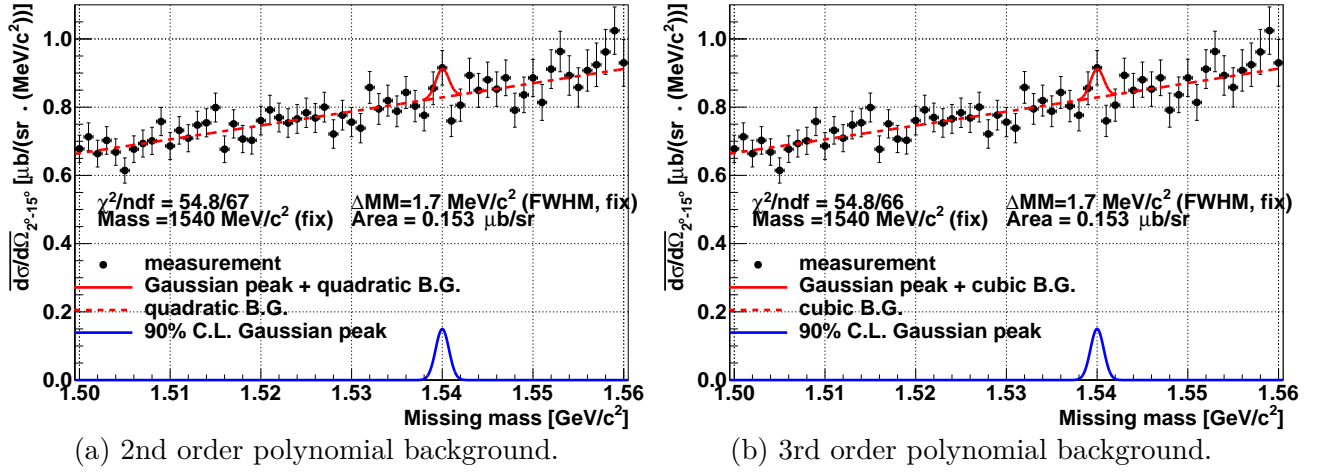 dσ/dΩ2°-15° [μb/(sr · (MeV/c²))]
1.0
0.8
0.6
0.4
0.2
0.0
χ²/ndf = 54.8/67
ΔMM=1.7 MeV/c² (FWHM, fix)
Mass =1540 MeV/c² (fix)
Area = 0.153 μb/sr
measurement
Gaussian peak + quadratic B.G.
quadratic B.G.
90% C.L. Gaussian peak
1.50 1.51 1.52 1.53 1.54 1.55 1.56
Missing mass [GeV/c²]
(a) 2nd order polynomial background.
dσ/dΩ2°-15° [μb/(sr · (MeV/c²))]
1.0
0.8
0.6
0.4
0.2
0.0
χ²/ndf = 54.8/66
ΔMM=1.7 MeV/c² (FWHM, fix)
Mass =1540 MeV/c² (fix)
Area = 0.153 μb/sr
measurement
Gaussian peak + cubic B.G.
cubic B.G.
90% C.L. Gaussian peak
1.50 1.51 1.52 1.53 1.54 1.55 1.56
Missing mass [GeV/c²]
(b) 3rd order polynomial background.